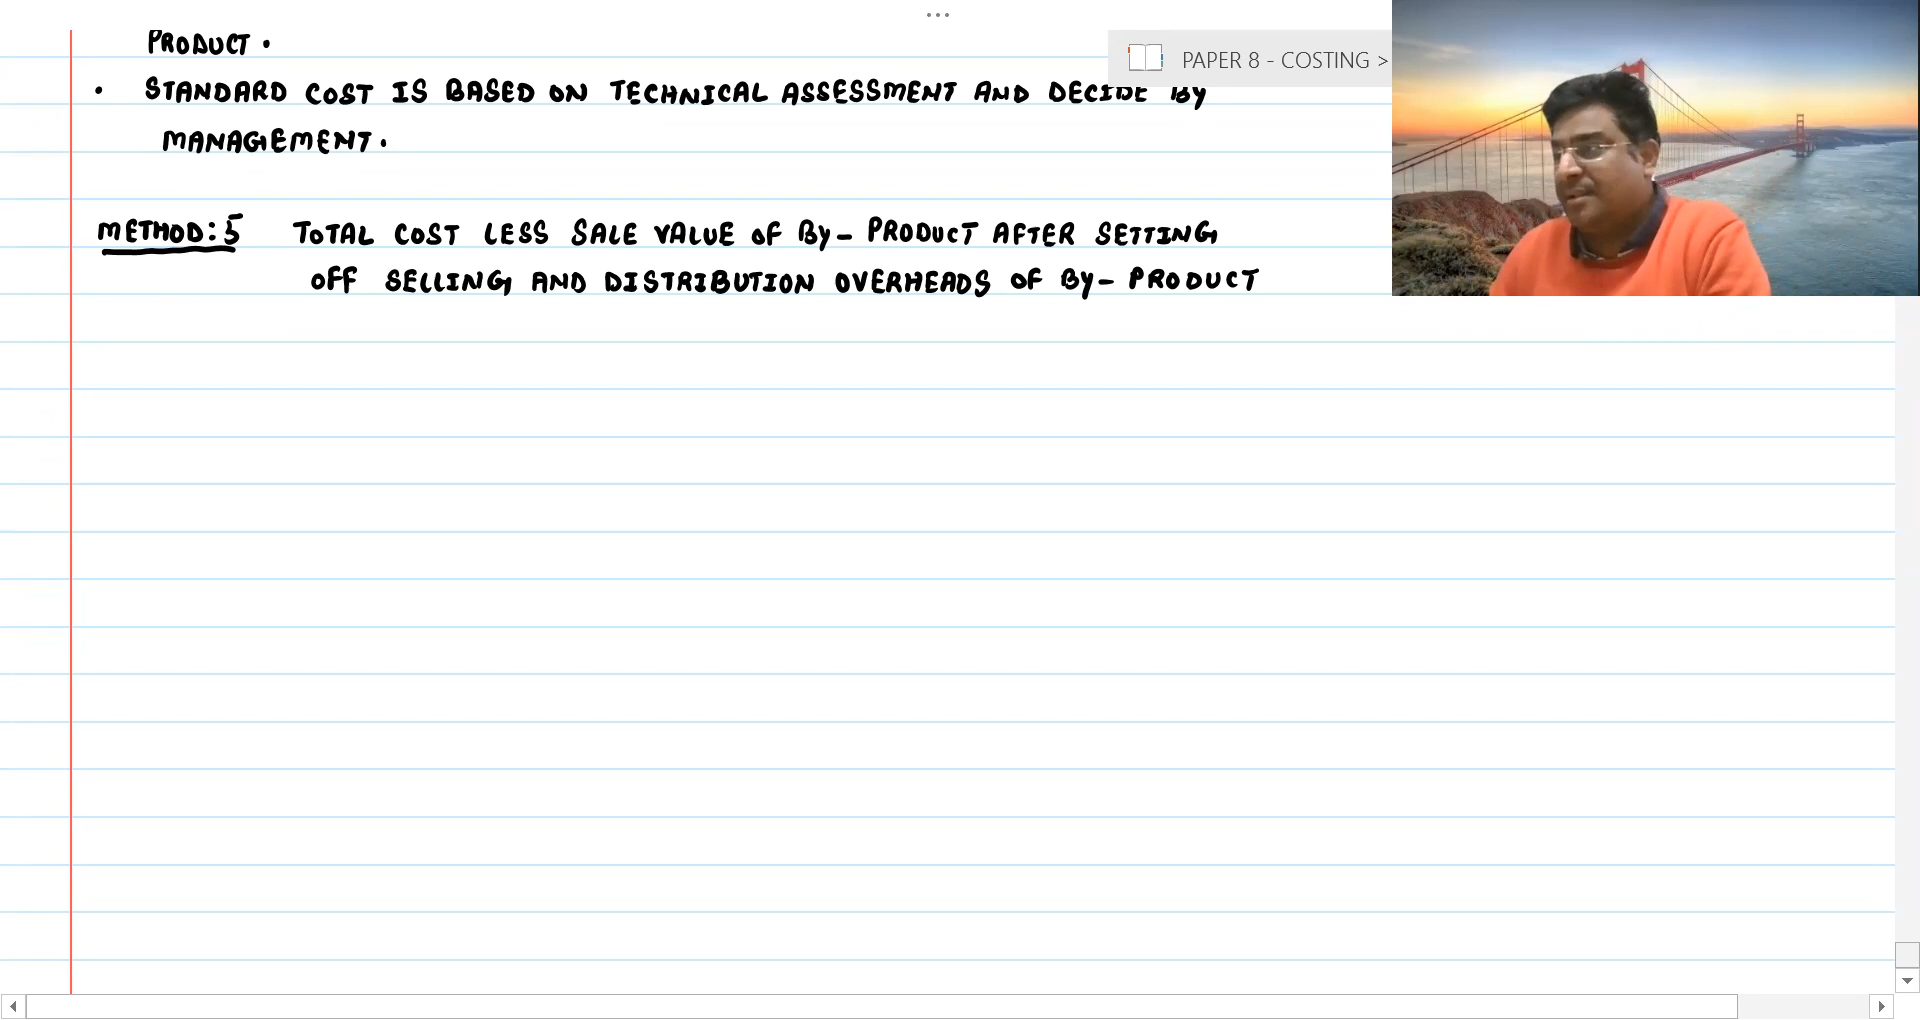 PRODUCT.
PAPER 8 - COSTING >
• STANDARD COST IS BASED ON TECHNICAL ASSESSMENT AND DECIDE BY
MANAGEMENT.
METHOD:5 TOTAL COST LESS SALE VALUE OF BY-PRODUCT AFTER SETTING
OFF SELLING AND DISTRIBUTION OVERHEADS OF BY-PRODUCT